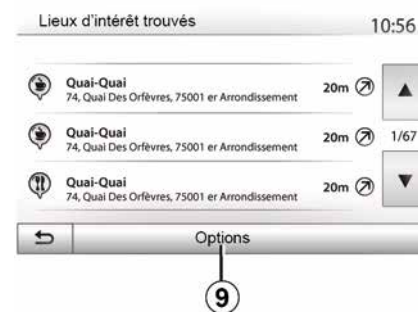 Lieux d'intérêt trouvés 10:56
Quai-Quai
74, Quai Des Orfèvres, 75001 er Arrondissement 20m
Quai-Quai
74, Quai Des Orfèvres, 75001 er Arrondissement 20m 1/67
Quai-Quai
74, Quai Des Orfèvres, 75001 er Arrondissement 20m
Options
9